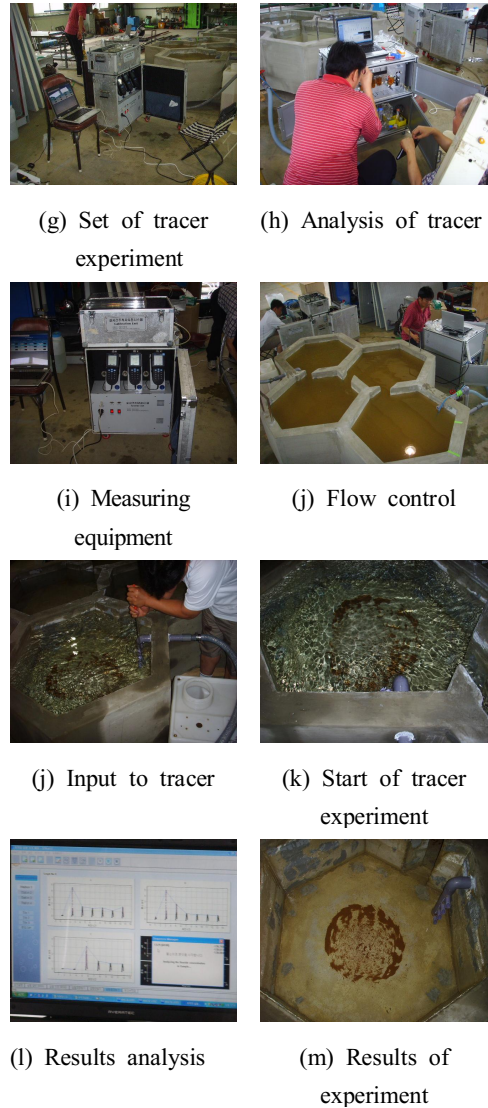 (g) Set of tracer
experiment
(h) Analysis of tracer
(i) Measuring
equipment
(j) Flow control
(j) Input to tracer
(k) Start of tracer
experiment
(l) Results analysis
(m) Results of
experiment